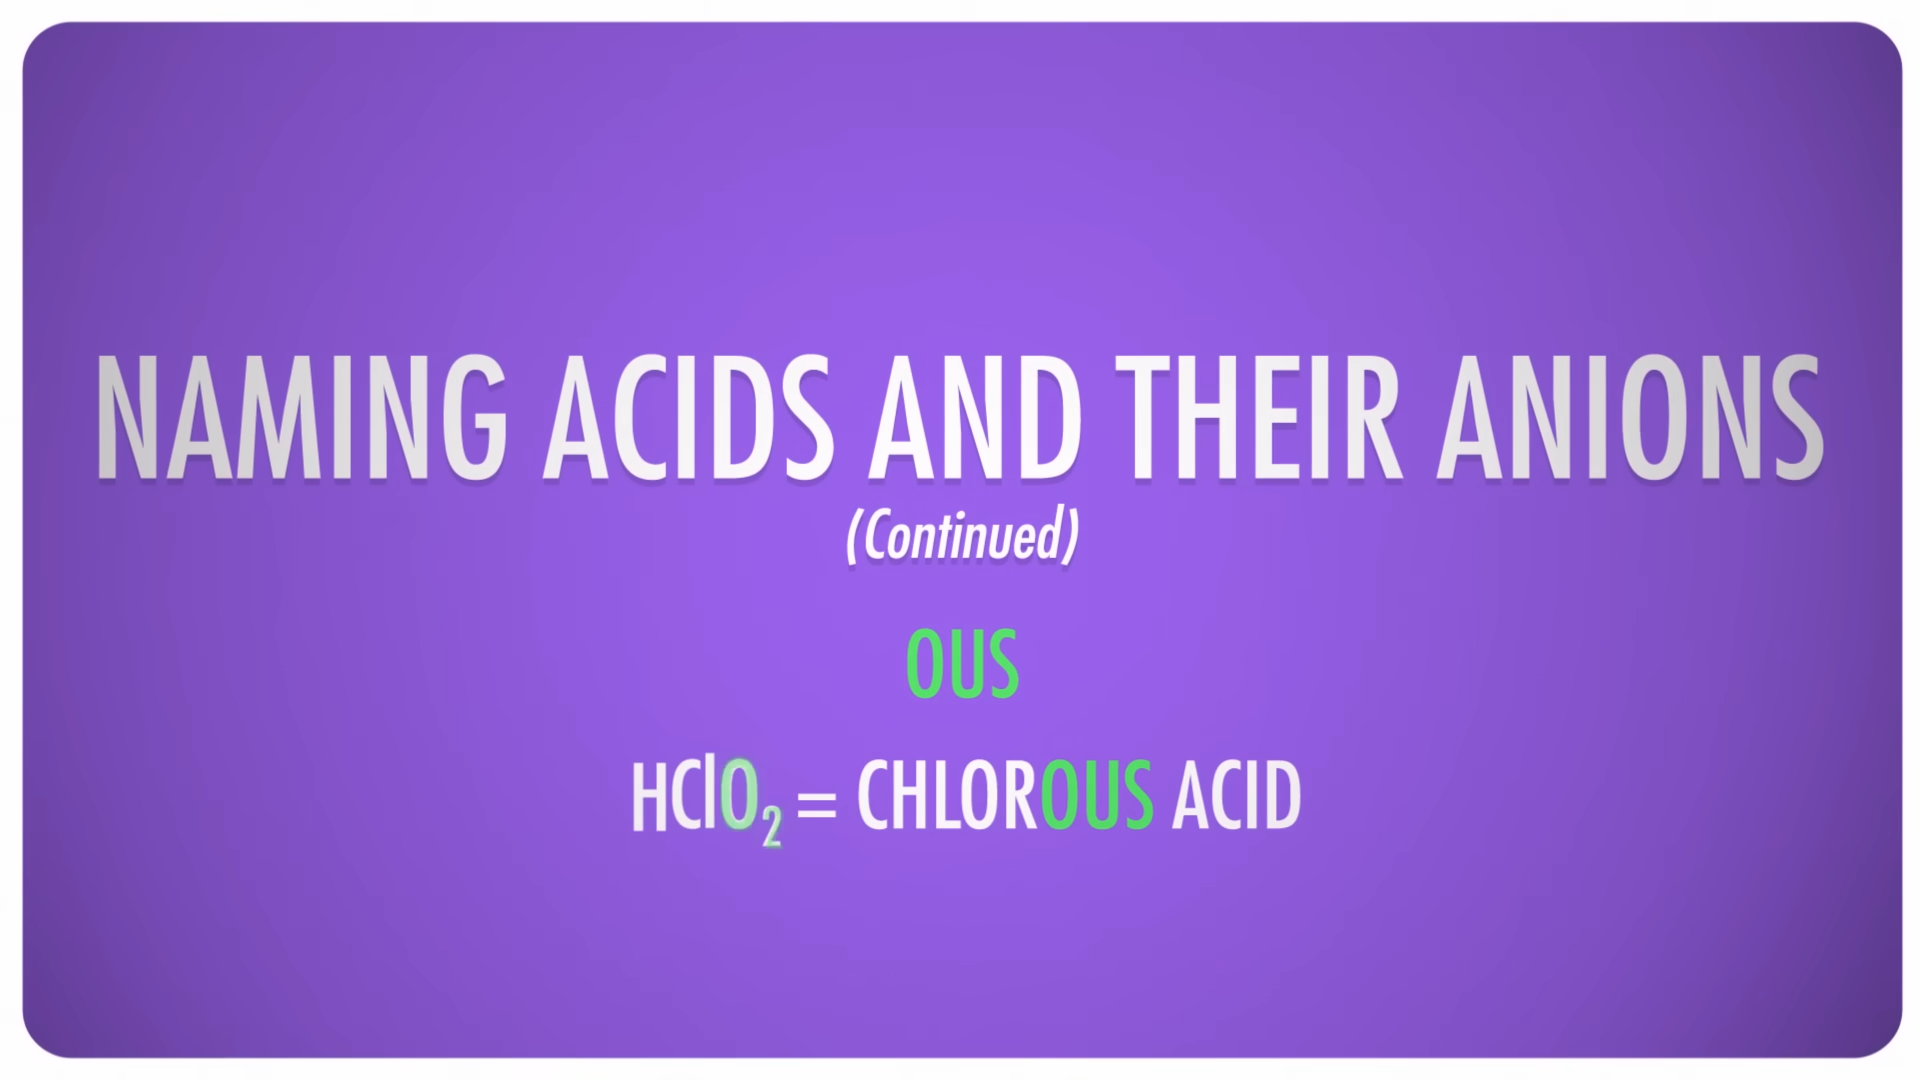 NAMING ACIDS AND THEIR ANIONS
(Continued)
OUS
HClO₂ = CHLOROUS ACID